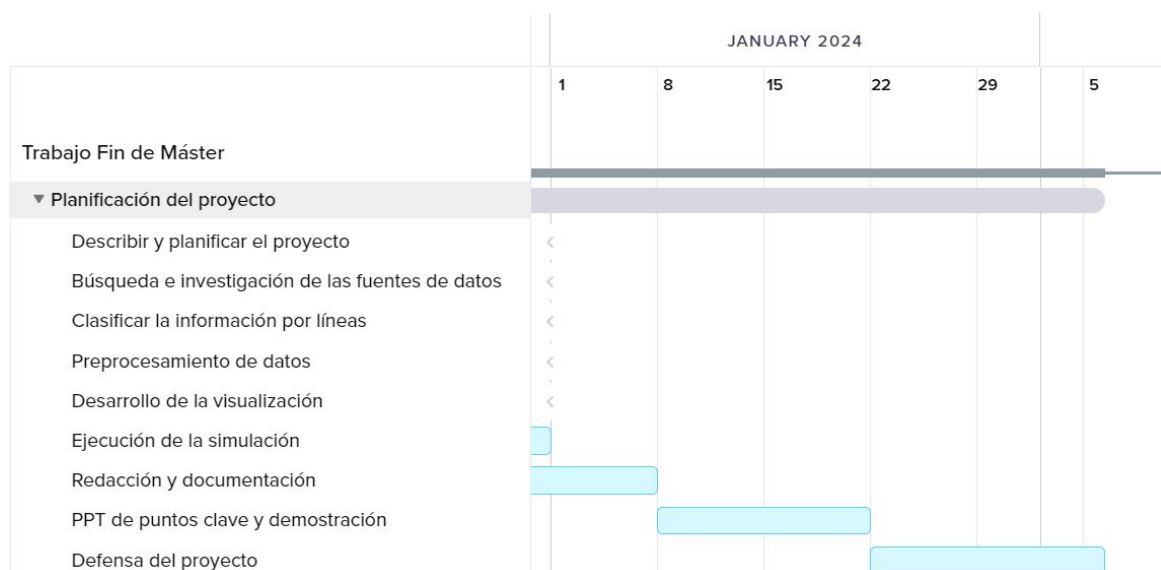 JANUARY 2024
1 8 15 22 29 5
Trabajo Fin de Máster
Planificación del proyecto
Describir y planificar el proyecto
Búsqueda e investigación de las fuentes de datos
Clasificar la información por líneas
Preprocesamiento de datos
Desarrollo de la visualización
Ejecución de la simulación
Redacción y documentación
PPT de puntos clave y demostración
Defensa del proyecto